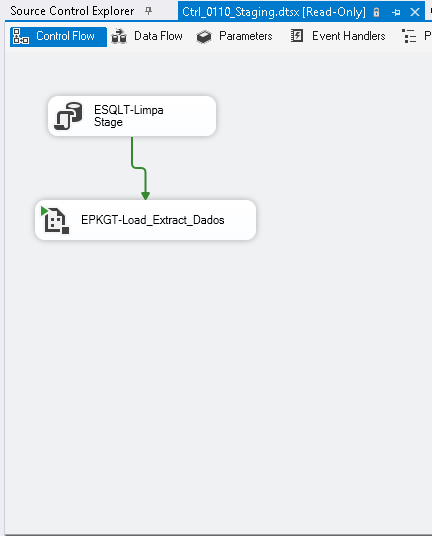 Source Control Explorer
Ctrl_0110_Staging.dtsx [Read-Only]
Control Flow
Data Flow
Parameters
Event Handlers
P
ESQLT-Limpa
Stage
EPKGT-Load_Extract_Dados